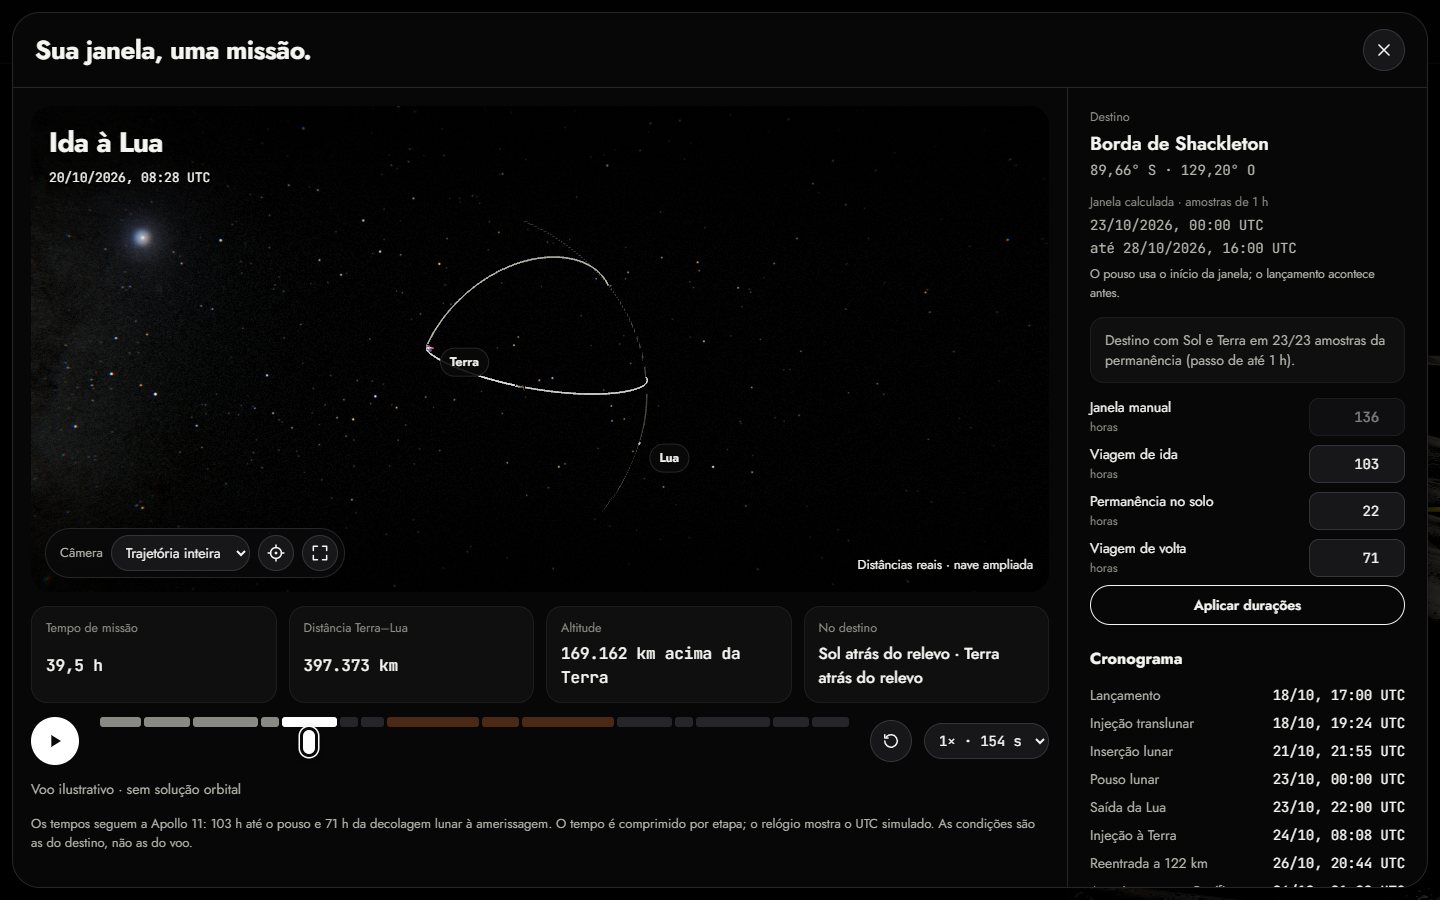 Sua janela, uma missão.
Ida à Lua
20/10/2026, 08:28 UTC
Terra
Lua
Câmera
Trajetória inteira
Distâncias reais · nave ampliada
Tempo de missão
39,5 h
Distância Terra–Lua
397.373 km
Altitude
169.162 km acima da
Terra
No destino
Sol atrás do relevo · Terra
atrás do relevo
1× · 154 s
Voo ilustrativo · sem solução orbital
Os tempos seguem a Apollo 11: 103 h até o pouso e 71 h da decolagem lunar à amerissagem. O tempo é comprimido por etapa; o relógio mostra o UTC simulado. As condições são
as do destino, não as do voo.
Destino
Borda de Shackleton
89,66° S · 129,20° O
Janela calculada · amostras de 1 h
23/10/2026, 00:00 UTC
até 28/10/2026, 16:00 UTC
O pouso usa o início da janela; o lançamento acontece
antes.
Destino com Sol e Terra em 23/23 amostras da
permanência (passo de até 1 h).
Janela manual
horas
136
Viagem de ida
horas
103
Permanência no solo
horas
22
Viagem de volta
horas
71
Aplicar durações
Cronograma
Lançamento 18/10, 17:00 UTC
Injeção translunar 18/10, 19:24 UTC
Inserção lunar 21/10, 21:55 UTC
Pouso lunar 23/10, 00:00 UTC
Saída da Lua 23/10, 22:00 UTC
Injeção à Terra 24/10, 08:08 UTC
Reentrada a 122 km 26/10, 20:44 UTC